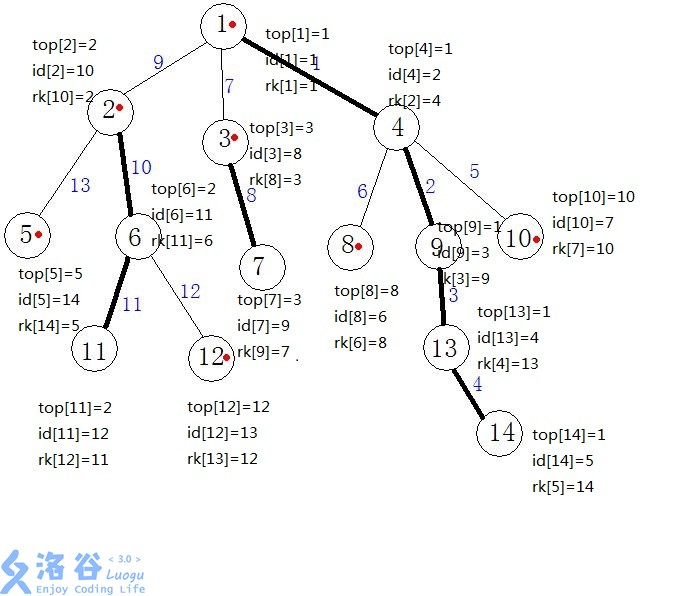 1
top[1]=1
id[1]=1
rk[1]=1
top[2]=2
id[2]=10
rk[10]=2
top[4]=1
id[4]=2
rk[2]=4
9
7
1
2
3
4
top[3]=3
id[3]=8
rk[8]=3
13
10
8
6
2
5
top[6]=2
id[6]=11
rk[11]=6
top[10]=10
id[10]=7
rk[7]=10
5
6
7
8
9
10
top[9]=1
id[9]=3
rk[3]=9
top[5]=5
id[5]=14
rk[14]=5
11
12
3
top[7]=3
id[7]=9
rk[9]=7
top[8]=8
id[8]=6
rk[6]=8
top[13]=1
id[13]=4
rk[4]=13
11
12
13
4
top[11]=2
id[11]=12
rk[12]=11
top[12]=12
id[12]=13
rk[13]=12
14
top[14]=1
id[14]=5
rk[5]=14
洛谷 <3.0> Luogu
Enjoy Coding Life